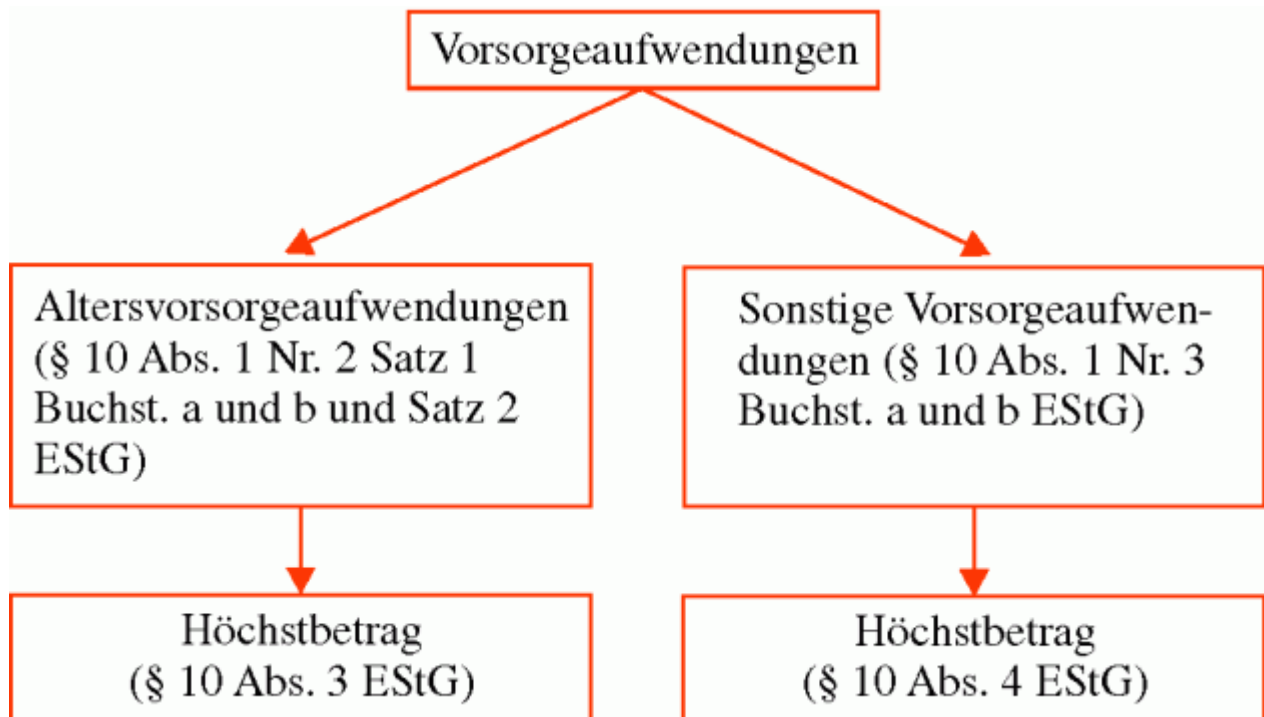 Vorsorgeaufwendungen
Altersvorsorgeaufwendungen
(§ 10 Abs. 1 Nr. 2 Satz 1
Buchst. a und b und Satz 2
EStG)
Sonstige Vorsorgeaufwen-
dungen (§ 10 Abs. 1 Nr. 3
Buchst. a und b EStG)
Höchstbetrag
(§ 10 Abs. 3 EStG)
Höchstbetrag
(§ 10 Abs. 4 EStG)